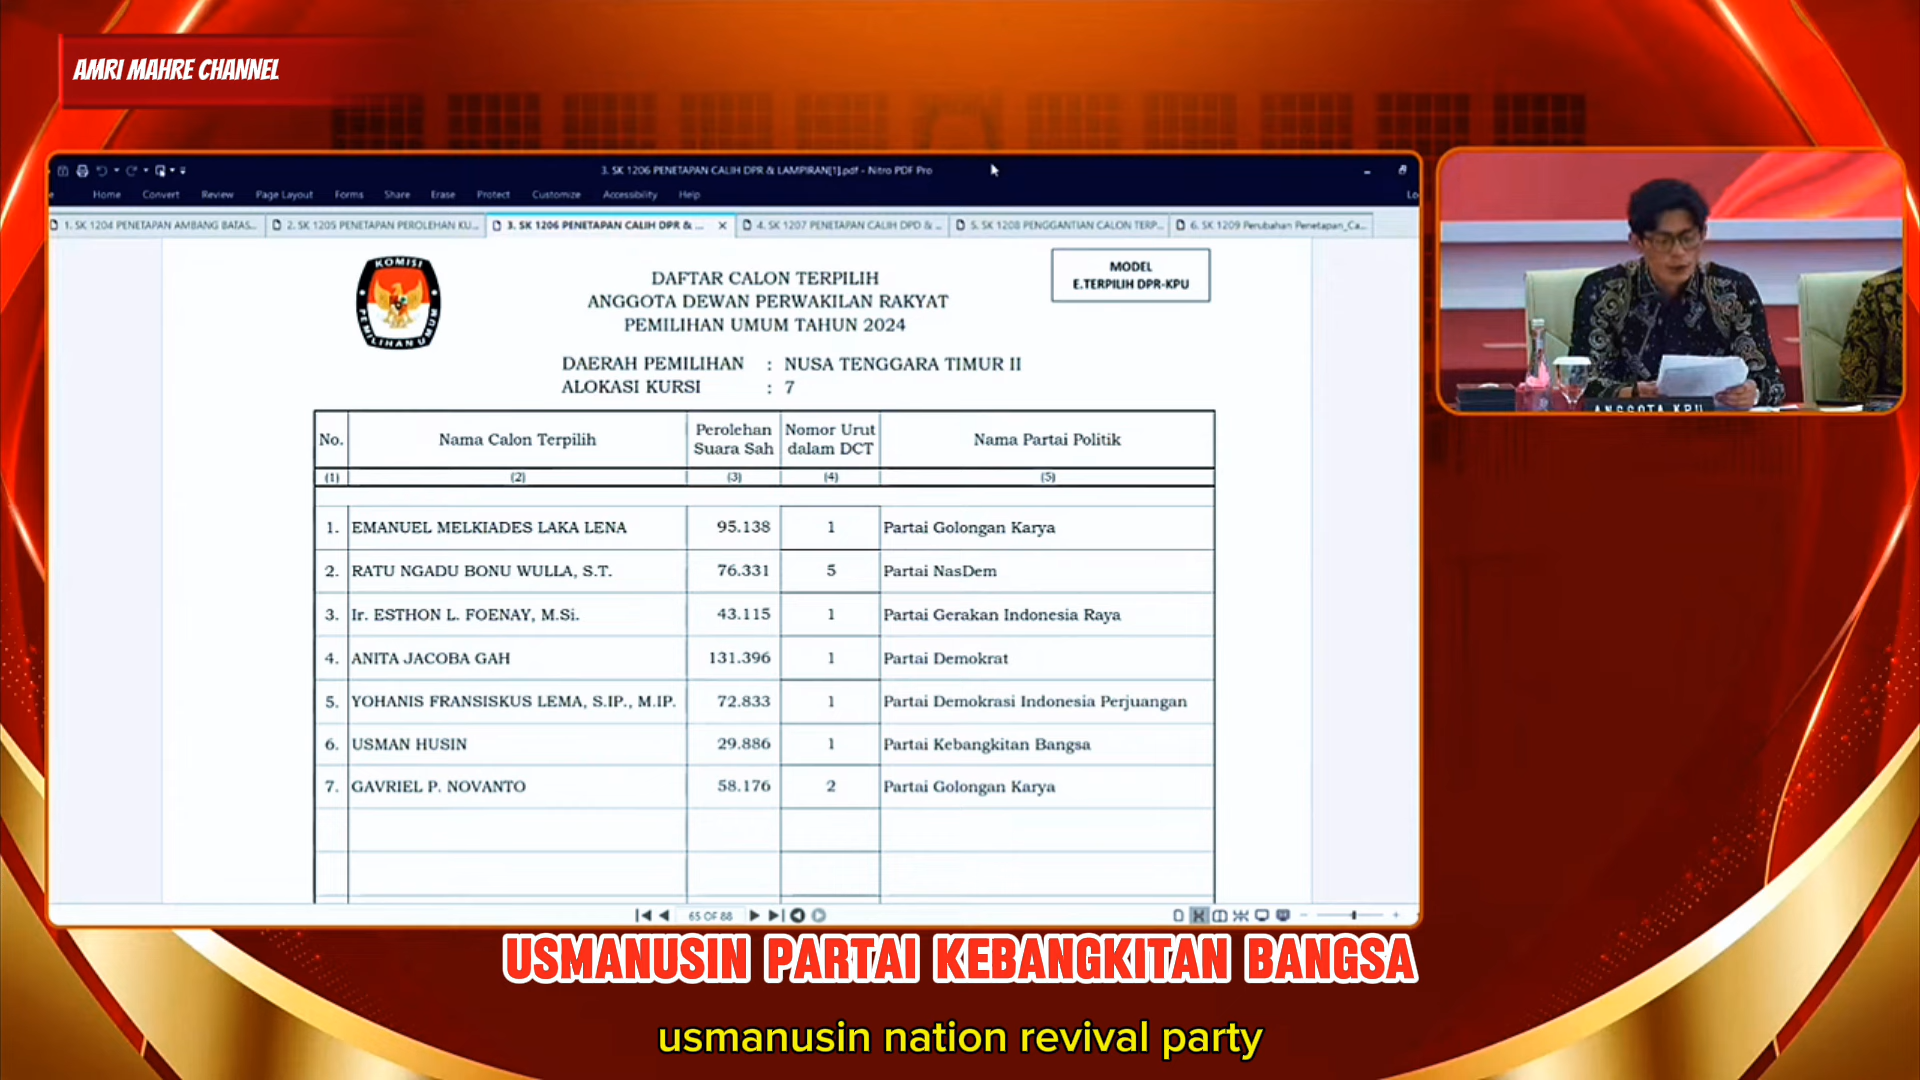 AMRI MAHRE CHANNEL
3. SK 1206 PENETAPAN CALIH DPR & LAMPIRAN[1].pdf - Nitro PDF Pro
Home Convert Review Page Layout Forms Share Erase Protect Customize Accessibility Help
1. SK 1204 PENETAPAN AMBANG BATAS... 2. SK 1205 PENETAPAN PEROLEHAN KU... 3. SK 1206 PENETAPAN CALIH DPR & ... 4. SK 1207 PENETAPAN CALIH DPD & ... 5. SK 1208 PENGGANTIAN CALON TERP... 6. SK 1209 Perubahan Penetapan_Ca...
KOMISI
PEMILIHAN UMUM
DAFTAR CALON TERPILIH
ANGGOTA DEWAN PERWAKILAN RAKYAT
PEMILIHAN UMUM TAHUN 2024
MODEL
E.TERPILIH DPR-KPU
DAERAH PEMILIHAN : NUSA TENGGARA TIMUR II
ALOKASI KURSI : 7
No. Nama Calon Terpilih Perolehan Suara Sah Nomor Urut dalam DCT Nama Partai Politik
(1) (2) (3) (4) (5)
1. EMANUEL MELKIADES LAKA LENA 95.138 1 Partai Golongan Karya
2. RATU NGADU BONU WULLA, S.T. 76.331 5 Partai NasDem
3. Ir. ESTHON L. FOENAY, M.Si. 43.115 1 Partai Gerakan Indonesia Raya
4. ANITA JACOBA GAH 131.396 1 Partai Demokrat
5. YOHANIS FRANSISKUS LEMA, S.IP., M.IP. 72.833 1 Partai Demokrasi Indonesia Perjuangan
6. USMAN HUSIN 29.886 1 Partai Kebangkitan Bangsa
7. GAVRIEL P. NOVANTO 58.176 2 Partai Golongan Karya
65 OF 88
ANGGOTA KPU
USMANUSIN PARTAI KEBANGKITAN BANGSA
usmanusin nation revival party